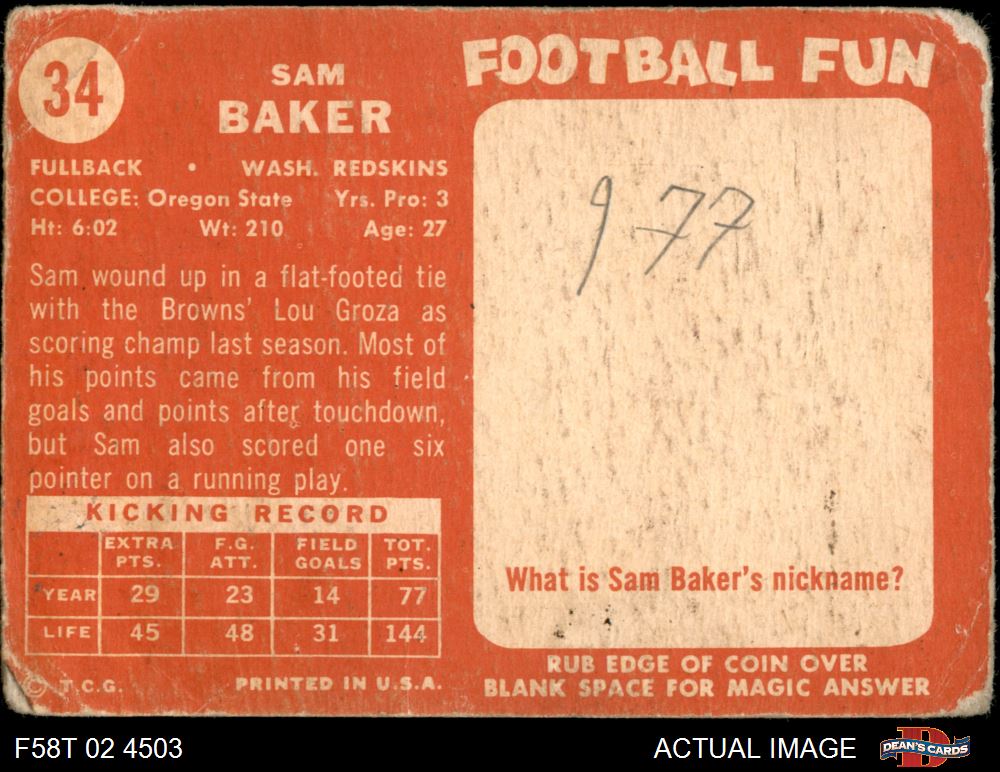 34
SAM
BAKER
FULLBACK • WASH. REDSKINS
COLLEGE: Oregon State Yrs. Pro: 3
Ht: 6:02 Wt: 210 Age: 27
Sam wound up in a flat-footed tie
with the Browns' Lou Groza as
scoring champ last season. Most of
his points came from his field
goals and points after touchdown,
but Sam also scored one six
pointer on a running play.
KICKING RECORD
EXTRA PTS. F.G. ATT. FIELD GOALS TOT. PTS.
YEAR 29 23 14 77
LIFE 45 48 31 144
© T.C.G. PRINTED IN U.S.A.
FOOTBALL FUN
9 77
What is Sam Baker's nickname?
RUB EDGE OF COIN OVER
BLANK SPACE FOR MAGIC ANSWER
F58T 02 4503
ACTUAL IMAGE
D
DEAN'S CARDS